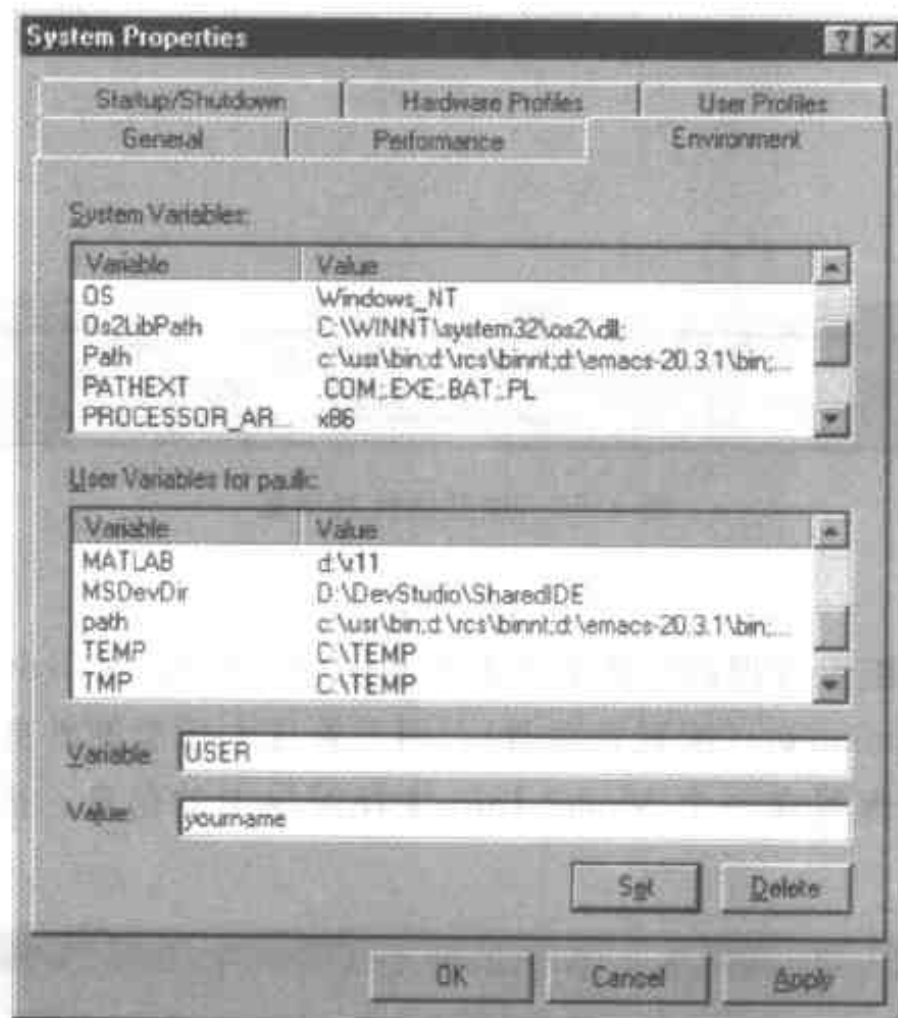 System Properties
Startup/Shutdown Hardware Profiles User Profiles
General Performance Environment
System Variables:
Variable Value
OS Windows_NT
Os2LibPath C:\WINNT\system32\os2\dll;
Path c:\usr\bin;d:\rcs\binnt;d:\emacs-20.3.1\bin;...
PATHEXT .COM;.EXE;.BAT;.PL
PROCESSOR_AR... x86
User Variables for paullc:
Variable Value
MATLAB d:\r11
MSDevDir D:\DevStudio\SharedIDE
path c:\usr\bin;d:\rcs\binnt;d:\emacs-20.3.1\bin;...
TEMP C:\TEMP
TMP C:\TEMP
Variable: USER
Value: yourname
Set Delete
OK Cancel Apply